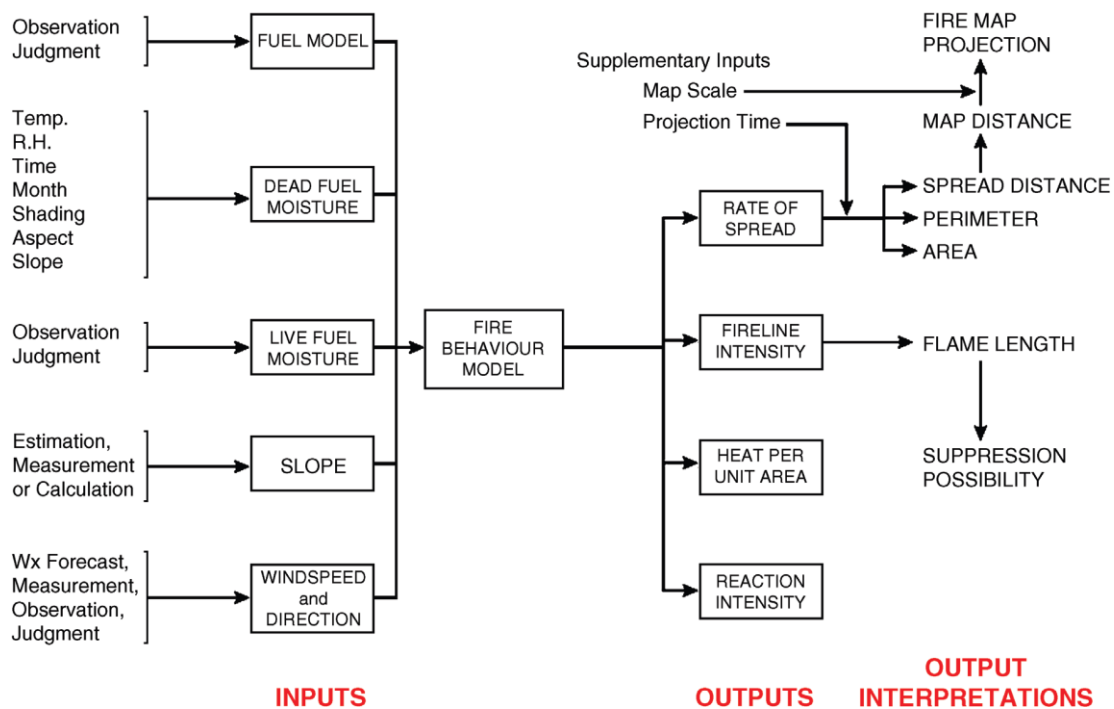 Observation
Judgment
FUEL MODEL
Temp.
R.H.
Time
Month
Shading
Aspect
Slope
DEAD FUEL
MOISTURE
Observation
Judgment
LIVE FUEL
MOISTURE
Estimation,
Measurement
or Calculation
SLOPE
Wx Forecast,
Measurement,
Observation,
Judgment
WINDSPEED
and
DIRECTION
INPUTS
FIRE
BEHAVIOUR
MODEL
Supplementary Inputs
Map Scale
Projection Time
RATE OF
SPREAD
FIRELINE
INTENSITY
HEAT PER
UNIT AREA
REACTION
INTENSITY
OUTPUTS
FIRE MAP
PROJECTION
MAP DISTANCE
SPREAD DISTANCE
PERIMETER
AREA
FLAME LENGTH
SUPPRESSION
POSSIBILITY
OUTPUT
INTERPRETATIONS